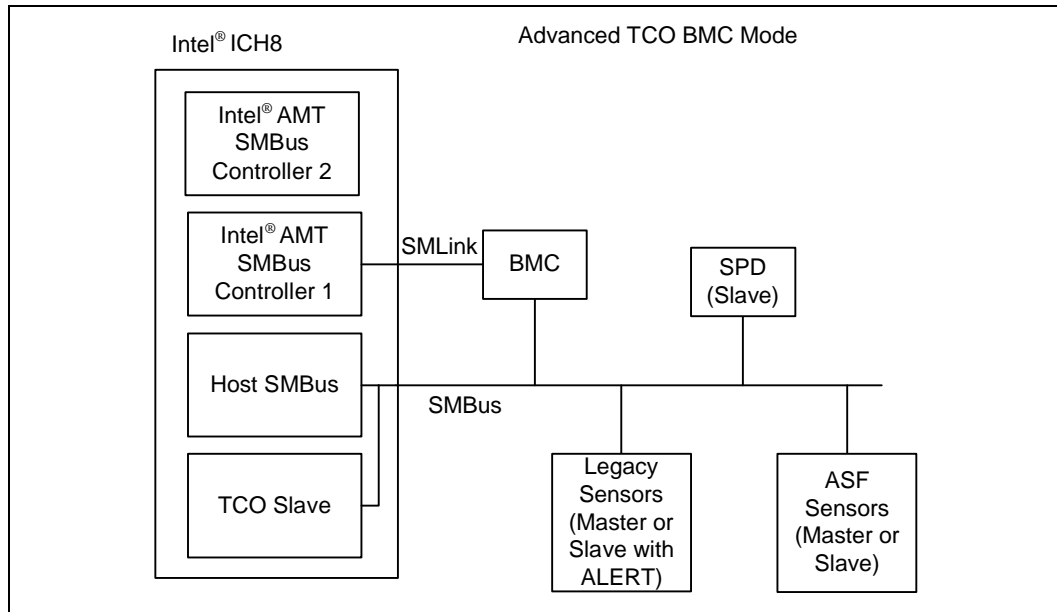 Advanced TCO BMC Mode
Intel® ICH8
Intel® AMT
SMBus
Controller 2
Intel® AMT
SMBus
Controller 1
SMLink
BMC
SPD
(Slave)
Host SMBus
SMBus
TCO Slave
Legacy
Sensors
(Master or
Slave with
ALERT)
ASF
Sensors
(Master or
Slave)